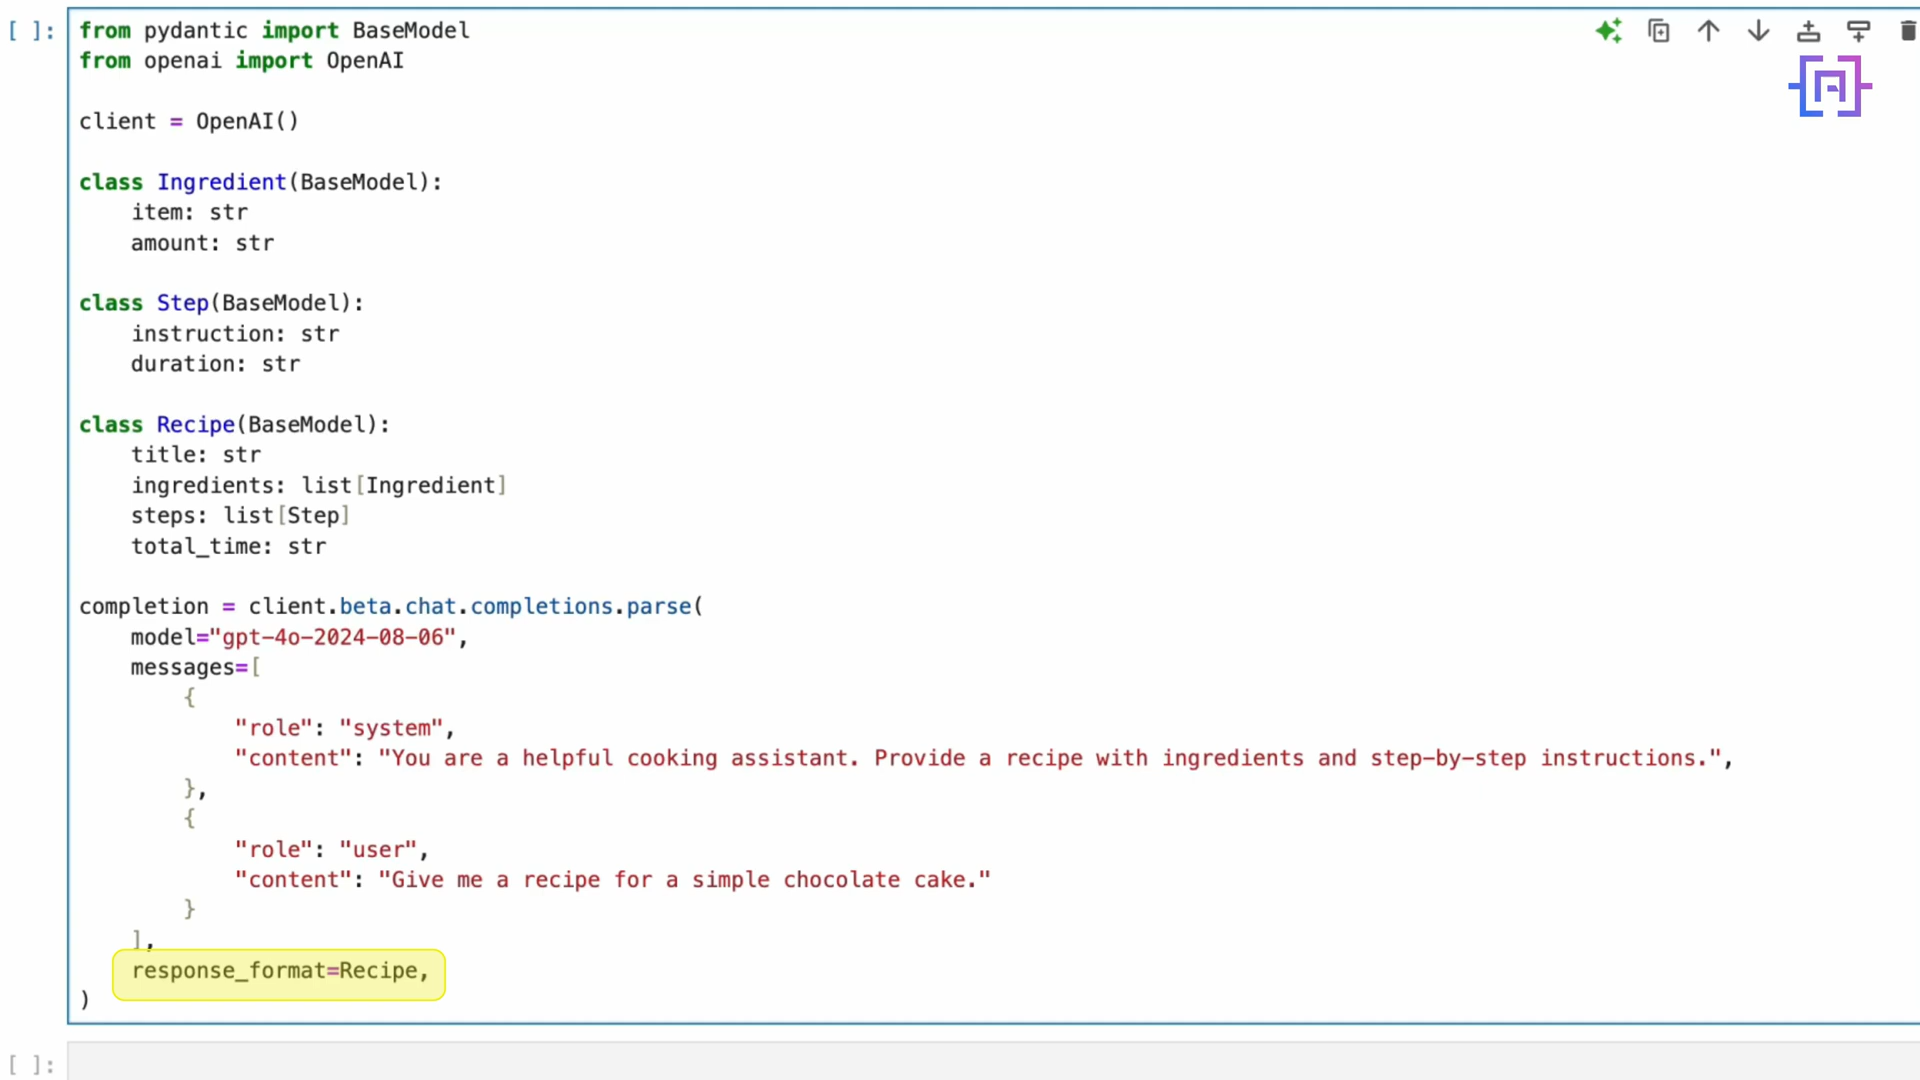 [ ]:
from pydantic import BaseModel
from openai import OpenAI
client = OpenAI()
class Ingredient(BaseModel):
    item: str
    amount: str
class Step(BaseModel):
    instruction: str
    duration: str
class Recipe(BaseModel):
    title: str
    ingredients: list[Ingredient]
    steps: list[Step]
    total_time: str
completion = client.beta.chat.completions.parse(
    model="gpt-4o-2024-08-06",
    messages=[
        {
            "role": "system",
            "content": "You are a helpful cooking assistant. Provide a recipe with ingredients and step-by-step instructions.",
        },
        {
            "role": "user",
            "content": "Give me a recipe for a simple chocolate cake."
        }
    ],
    response_format=Recipe,
)
[ ]: